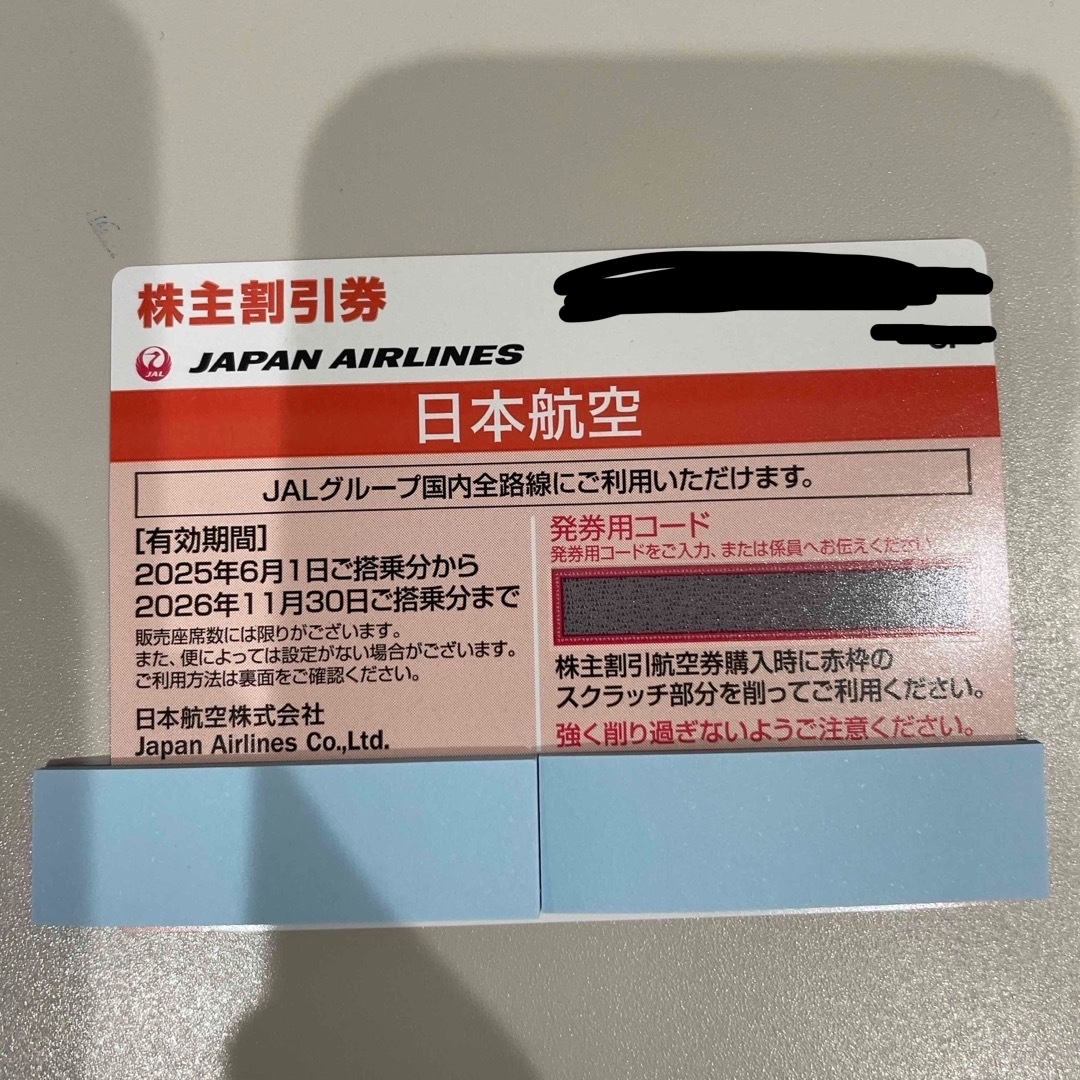 株主割引券
JAL
JAPAN AIRLINES
日本航空
JALグループ国内全路線にご利用いただけます。
[有効期間]
2025年6月1日ご搭乗分から
2026年11月30日ご搭乗分まで
販売座席数には限りがございます。
また、便によっては設定がない場合がございます。
ご利用方法は裏面をご確認ください。
日本航空株式会社
Japan Airlines Co.,Ltd.
発券用コード
発券用コードをご入力、または係員へお伝えください
株主割引航空券購入時に赤枠の
スクラッチ部分を削ってご利用ください。
強く削り過ぎないようご注意ください。